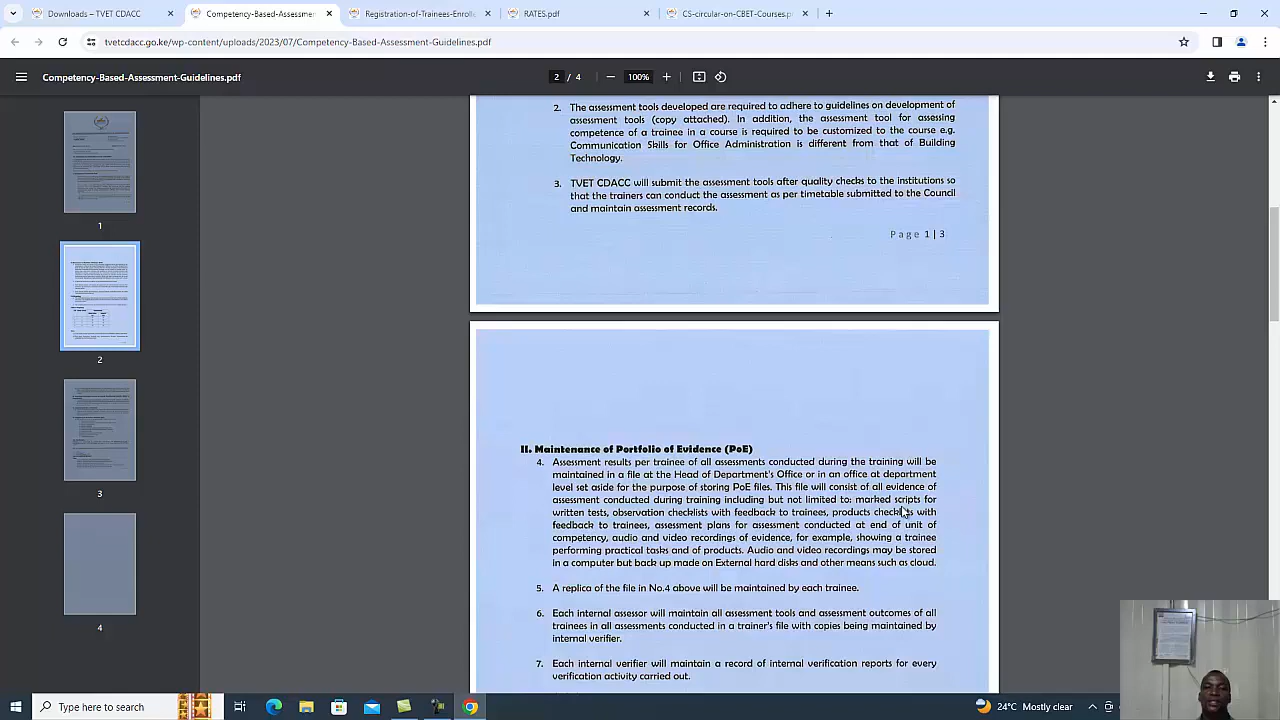 Downloads – TVET CDACC
Competency-Based-Assessmen
Registration-of-Trainees-Enrolle
RATES.pdf
CS-circular-on-CBET-Courses.p
tvetcdacc.go.ke/wp-content/uploads/2023/07/Competency-Based-Assessment-Guidelines.pdf
Competency-Based-Assessment-Guidelines.pdf
2 / 4
100%
1
2
3
4
2. The assessment tools developed are required to adhere to guidelines on development of
assessment tools (copy attached). In addition, the assessment tool for assessing
competence of a trainee in a course is required to be customized to the course i.e.
Communication Skills for Office Administration is different from that of Building
Technology.
3. TVET CDACC will submit the assessment tools after quality checks to the institutions so
that the trainers can conduct the assessment as per timetable submitted to the Council
and maintain assessment records.
Page 1|3
II. Maintenance of Portfolio of Evidence (PoE)
4. Assessment results per trainee of all assessments conducted during the training will be
maintained in a file at the Head of Department's Office or in an office at department
level set aside for the purpose of storing PoE files. This file will consist of all evidence of
assessment conducted during training including but not limited to: marked scripts for
written tests, observation checklists with feedback to trainees, products checklists with
feedback to trainees, assessment plans for assessment conducted at end of unit of
competency, audio and video recordings of evidence, for example, showing a trainee
performing practical tasks and of products. Audio and video recordings may be stored
in a computer but back up made on External hard disks and other means such as cloud.
5. A replica of the file in No.4 above will be maintained by each trainee.
6. Each internal assessor will maintain all assessment tools and assessment outcomes of all
trainees in all assessments conducted in a trainer's file with copies being maintained by
internal verifier.
7. Each internal verifier will maintain a record of internal verification reports for every
verification activity carried out.
Type here to search
24°C Mostly clear